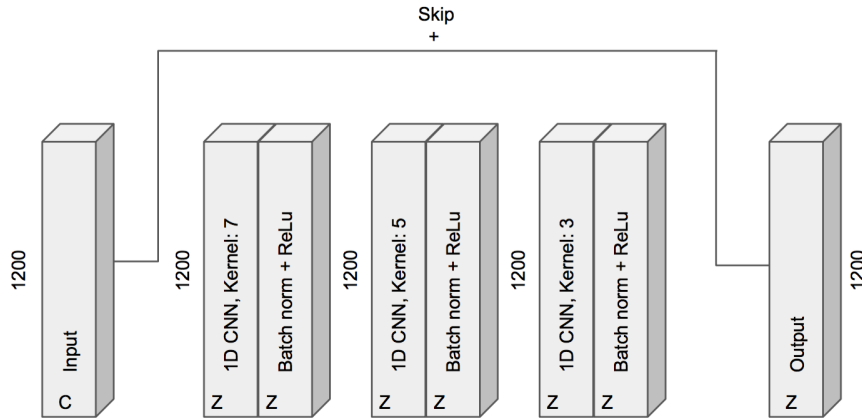 Skip
+
1200
Input
C
1200
1D CNN, Kernel: 7
Z
Batch norm + ReLu
Z
1200
1D CNN, Kernel: 5
Z
Batch norm + ReLu
Z
1200
1D CNN, Kernel: 3
Z
Batch norm + ReLu
Z
Output
Z
1200